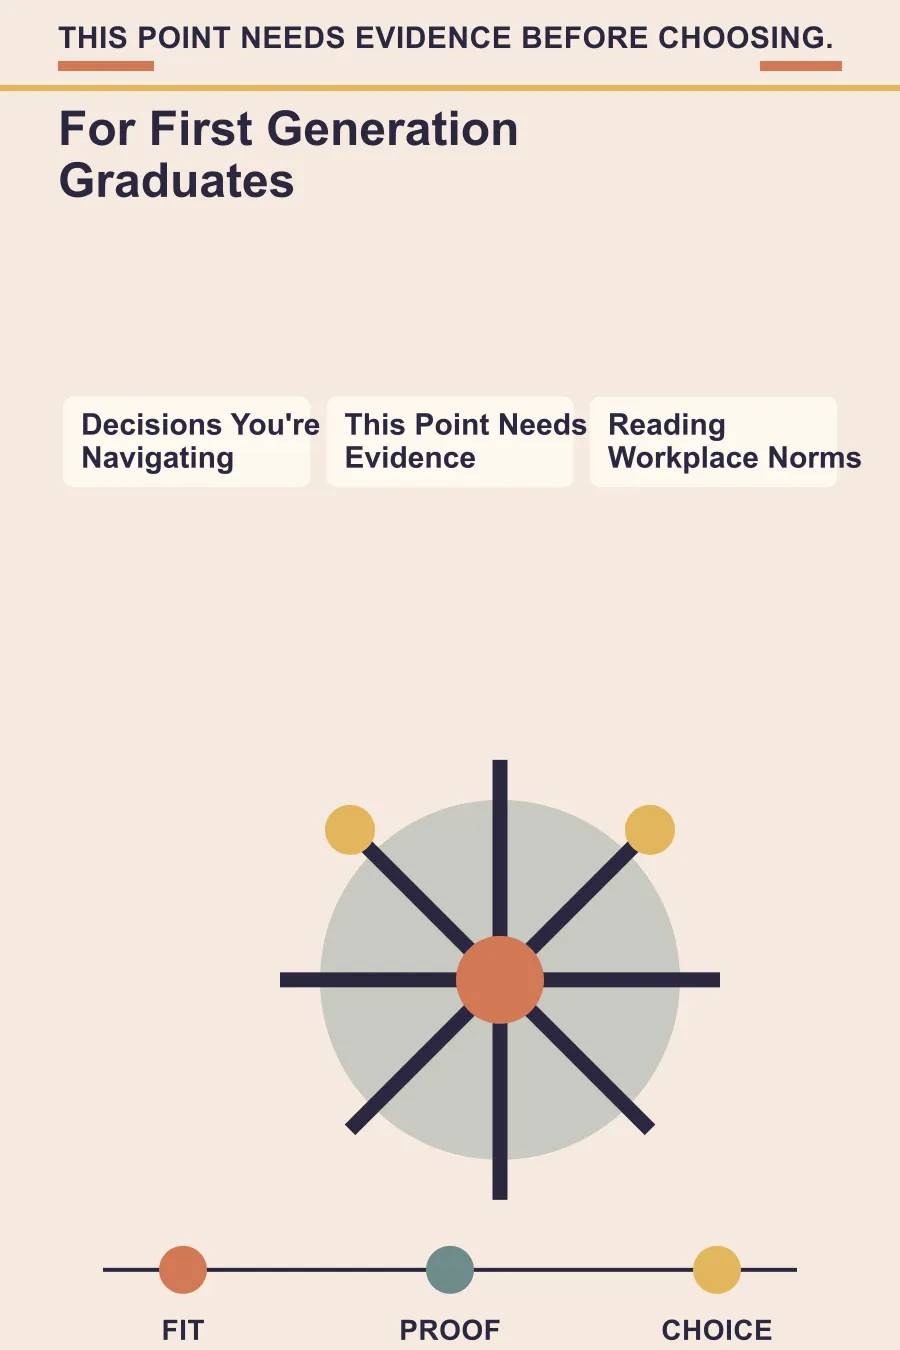 THIS POINT NEEDS EVIDENCE BEFORE CHOOSING.
For First Generation
Graduates
Decisions You're
Navigating
This Point Needs
Evidence
Reading
Workplace Norms
FIT
PROOF
CHOICE